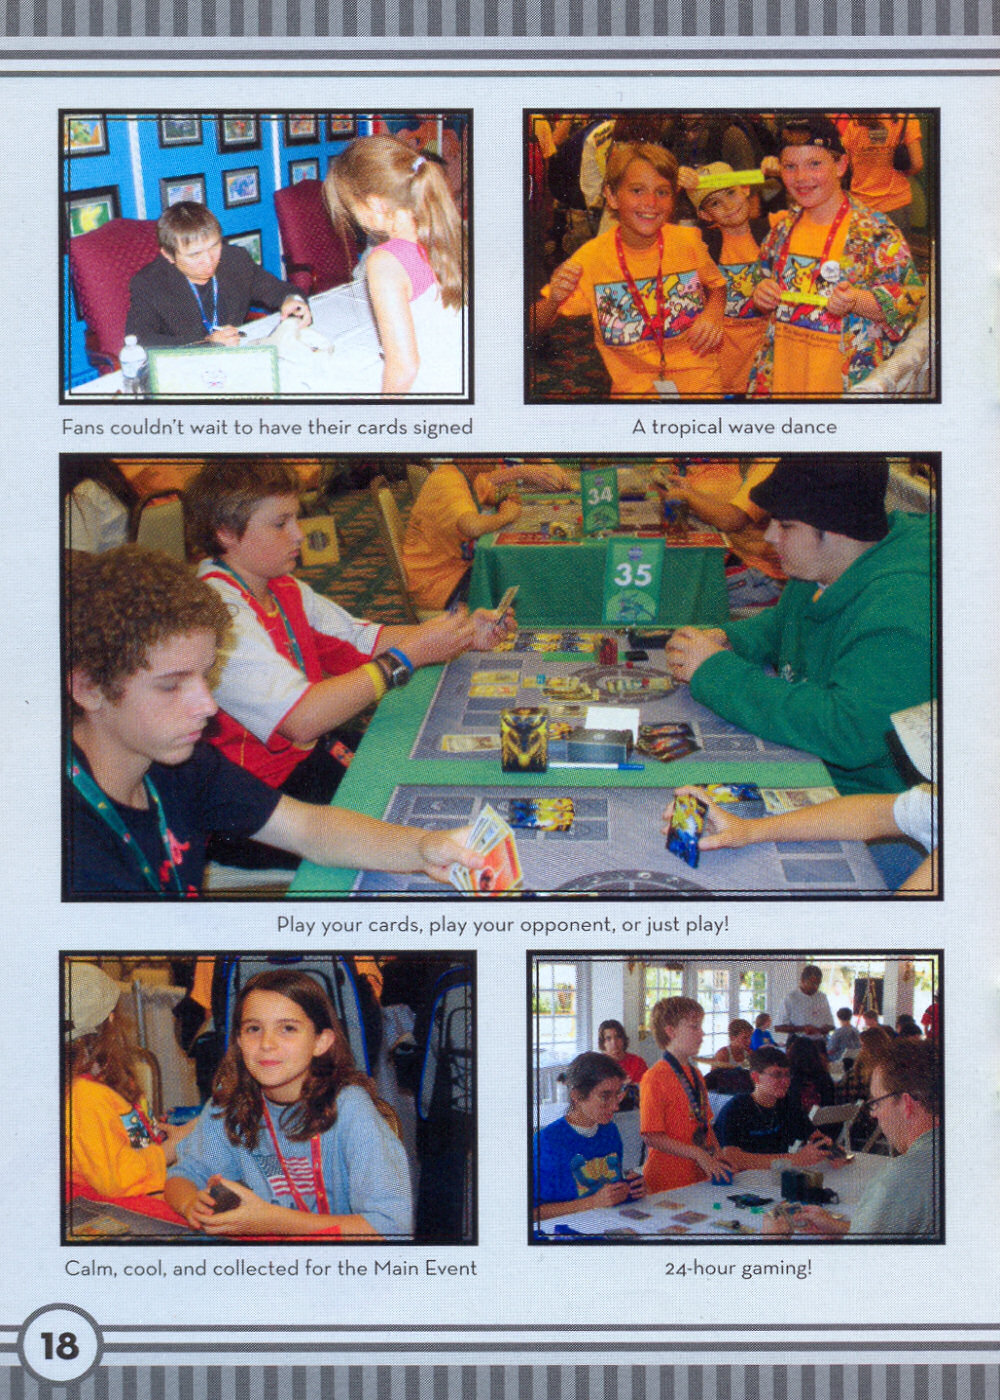 Fans couldn't wait to have their cards signed
A tropical wave dance
34
35
Play your cards, play your opponent, or just play!
Calm, cool, and collected for the Main Event
24-hour gaming!
18